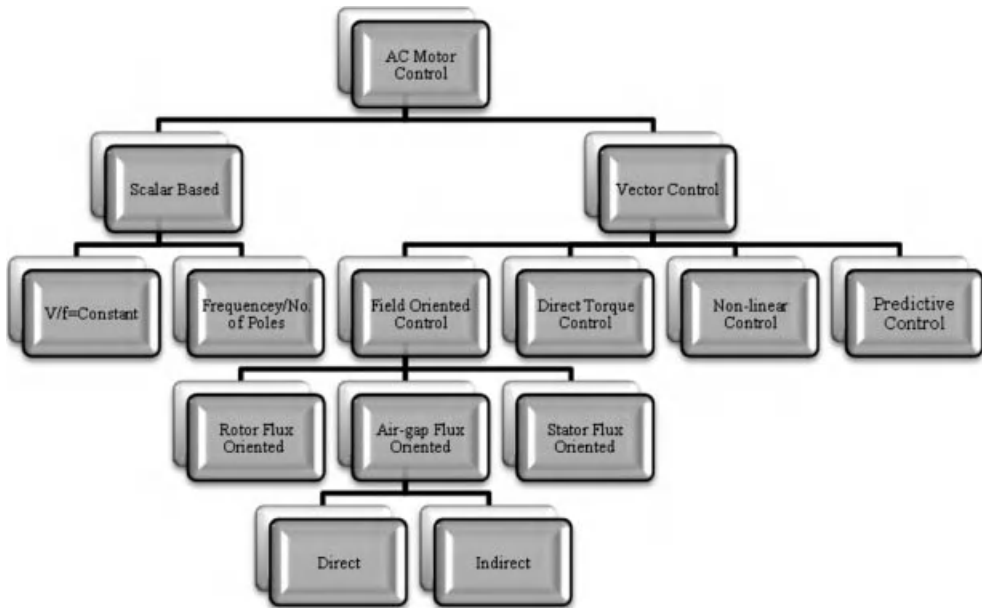 AC Motor
Control
Scalar Based
Vector Control
V/f=Constant
Frequencey/No.
of Poles
Field Oriented
Control
Direct Torque
Control
Non-linear
Control
Predictive
Control
Rotor Flux
Oriented
Air-gap Flux
Oriented
Stator Flux
Oriented
Direct
Indirect